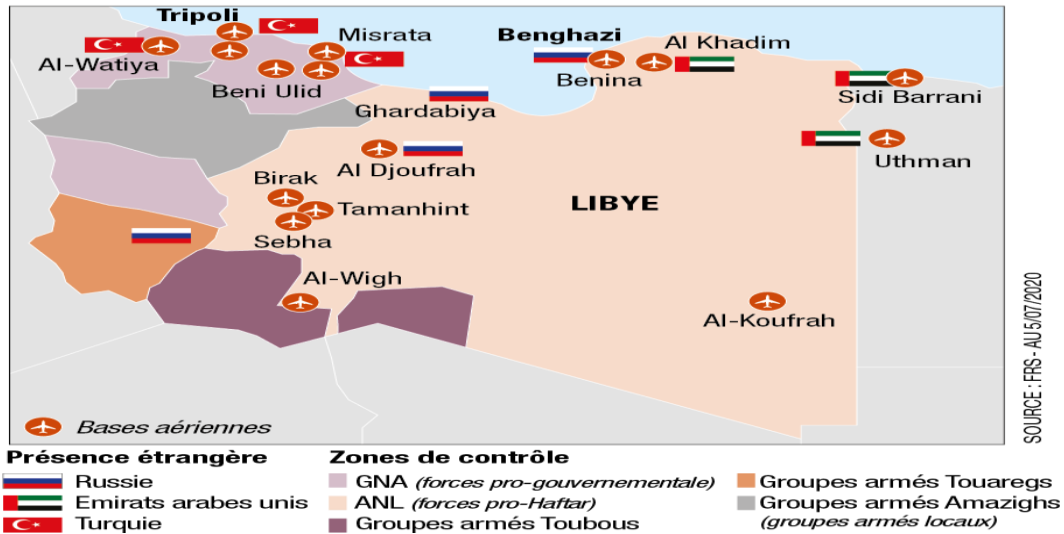 Tripoli
Misrata
Al-Watiya
Beni Ulid
Ghardabiya
Benghazi
Benina
Al Khadim
Sidi Barrani
Uthman
Al Djoufrah
Birak
Tamanhint
Sebha
LIBYE
Al-Wigh
Al-Koufrah
SOURCE : FRS - AU 5/07/2020
Bases aériennes
Présence étrangère
Russie
Emirats arabes unis
Turquie
Zones de contrôle
GNA (forces pro-gouvernementale)
ANL (forces pro-Haftar)
Groupes armés Toubous
Groupes armés Touaregs
Groupes armés Amazighs
(groupes armés locaux)